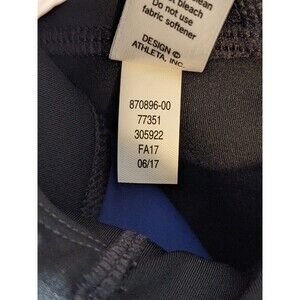 bleach
Do not use
fabric softener
DESIGN ©
ATHLETA, INC.
870896-00
77351
305922
FA17
06/17